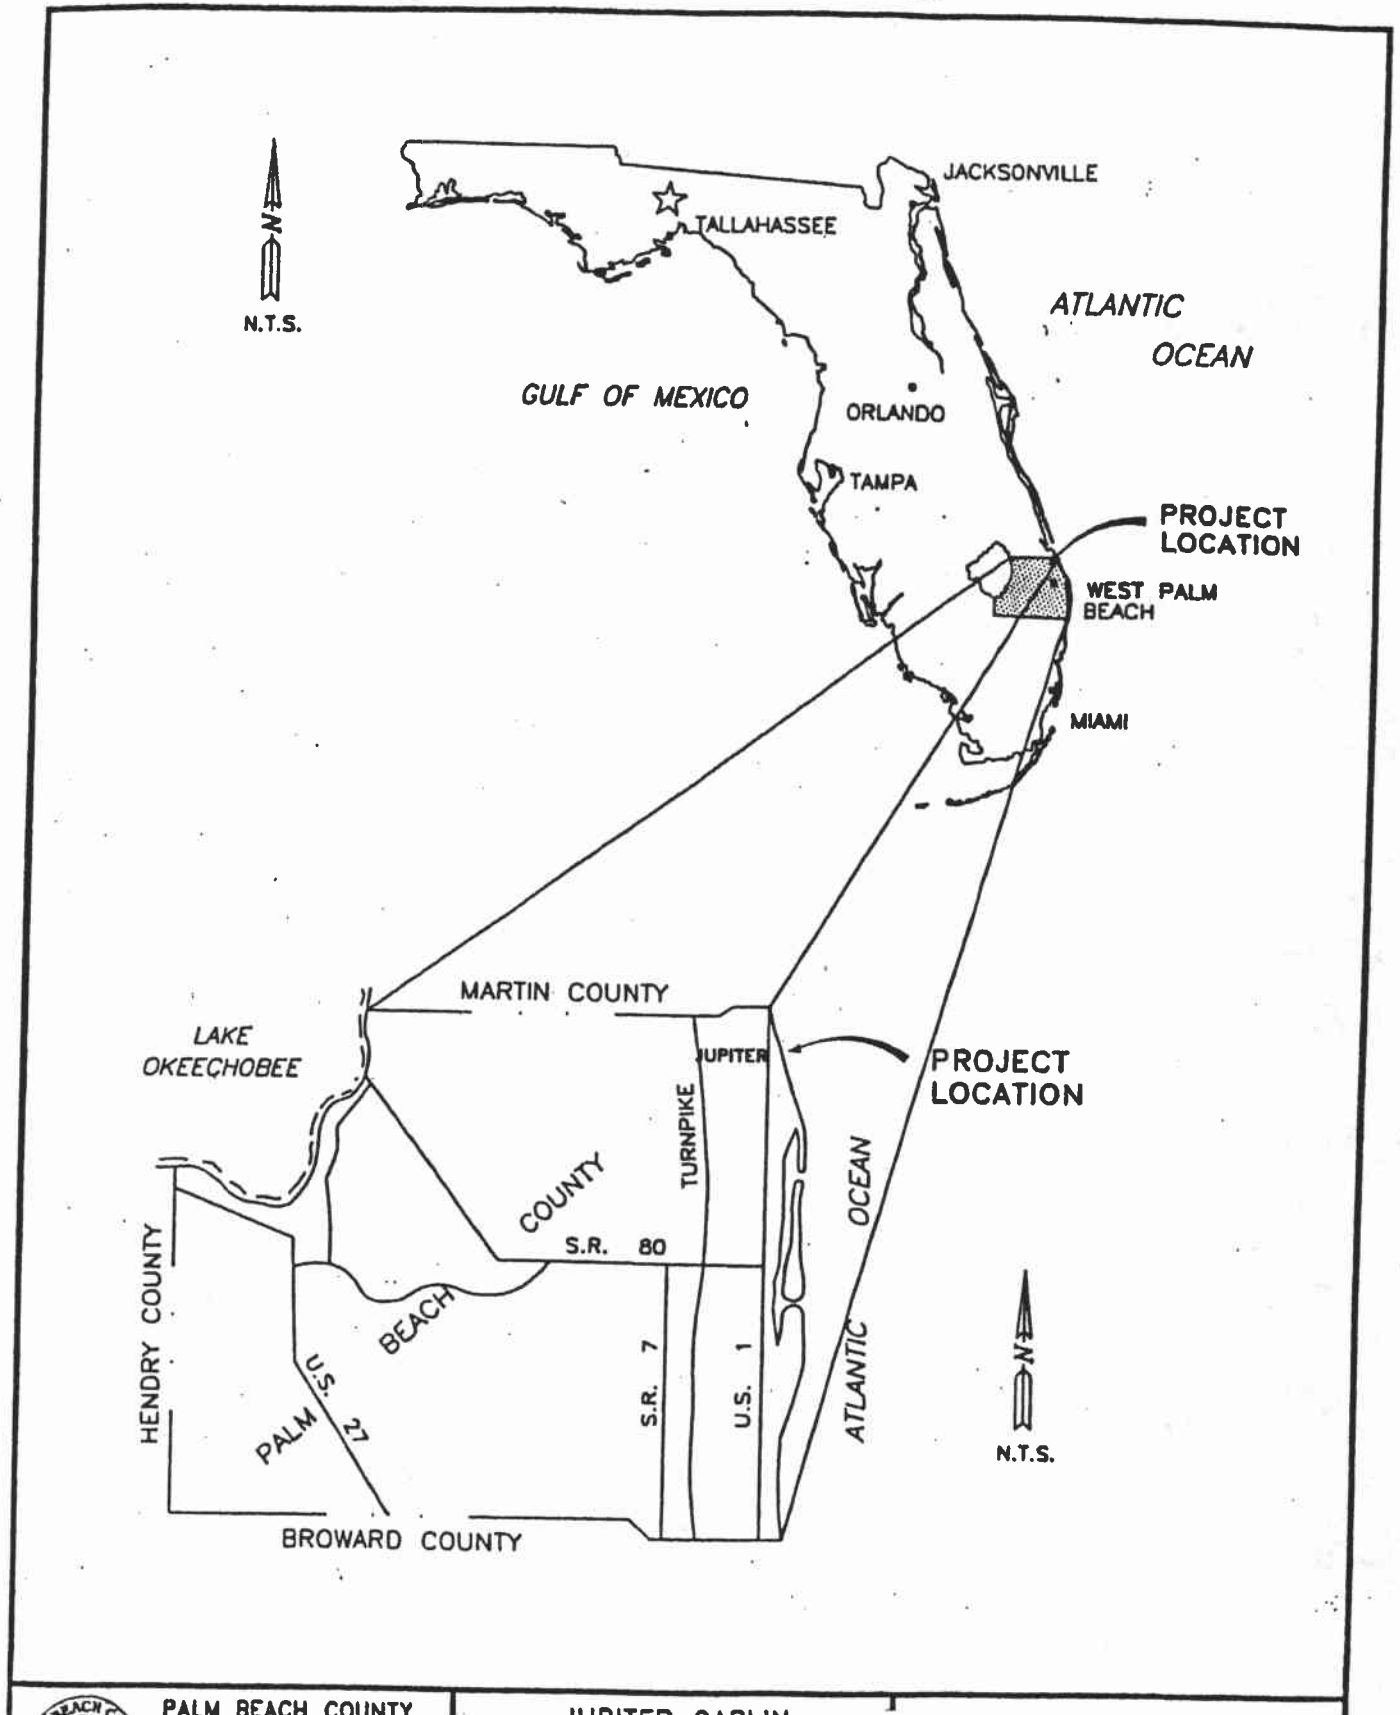 JACKSONVILLE
TALLAHASSEE
N
N.T.S.
ATLANTIC
OCEAN
GULF OF MEXICO
ORLANDO
TAMPA
PROJECT
LOCATION
WEST PALM
BEACH
MIAMI
MARTIN COUNTY
LAKE
OKEECHOBEE
JUPITER
PROJECT
LOCATION
TURNPIKE
COUNTY
S.R. 80
ATLANTIC OCEAN
HENDRY COUNTY
BEACH
U.S. 27
PALM
S.R. 7
U.S. 1
N
N.T.S.
BROWARD COUNTY
PALM BEACH COUNTY